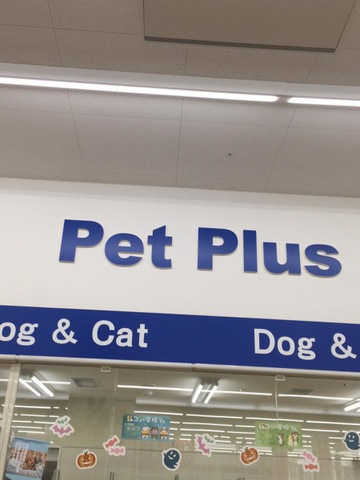 Pet Plus
og & Cat
Dog &